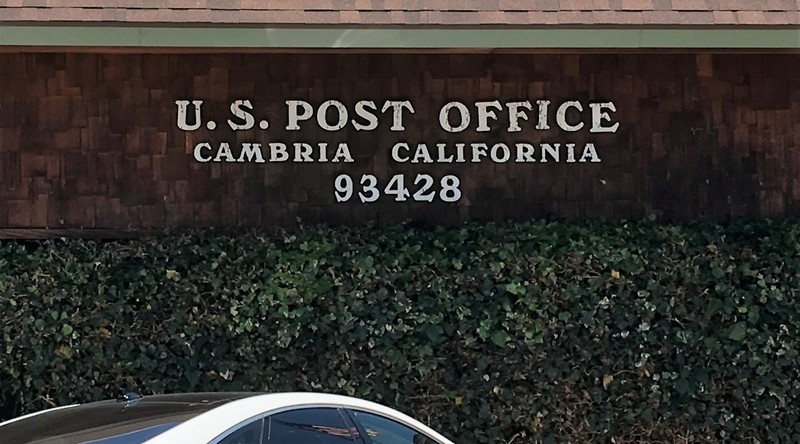 U.S. POST OFFICE
CAMBRIA CALIFORNIA
93428